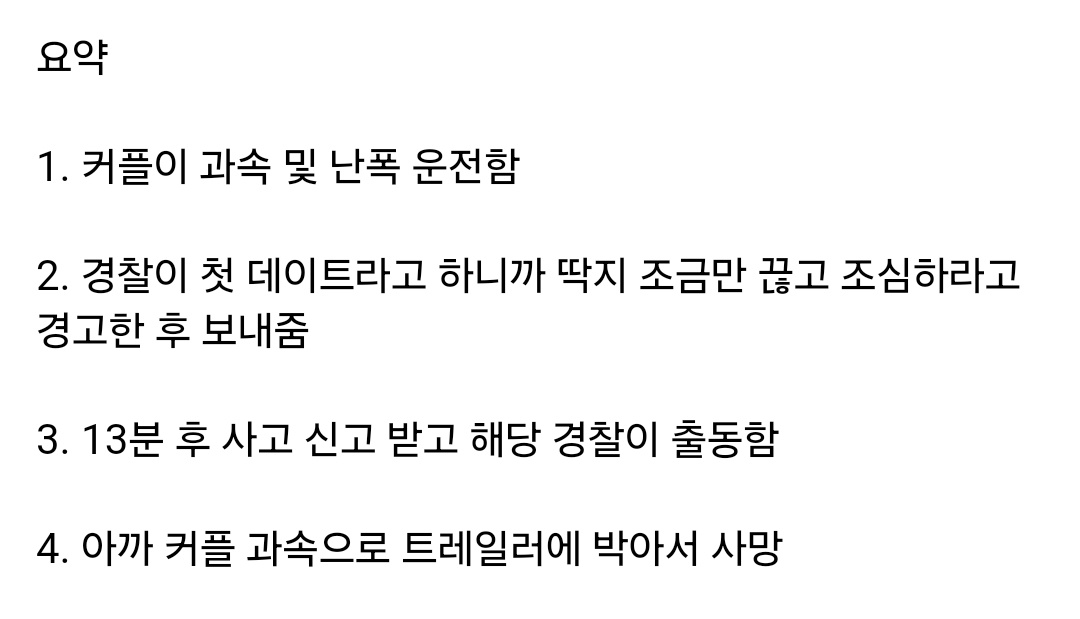 요약
1. 커플이 과속 및 난폭 운전함
2. 경찰이 첫 데이트라고 하니까 딱지 조금만 끊고 조심하라고
경고한 후 보내줌
3. 13분 후 사고 신고 받고 해당 경찰이 출동함
4. 아까 커플 과속으로 트레일러에 박아서 사망